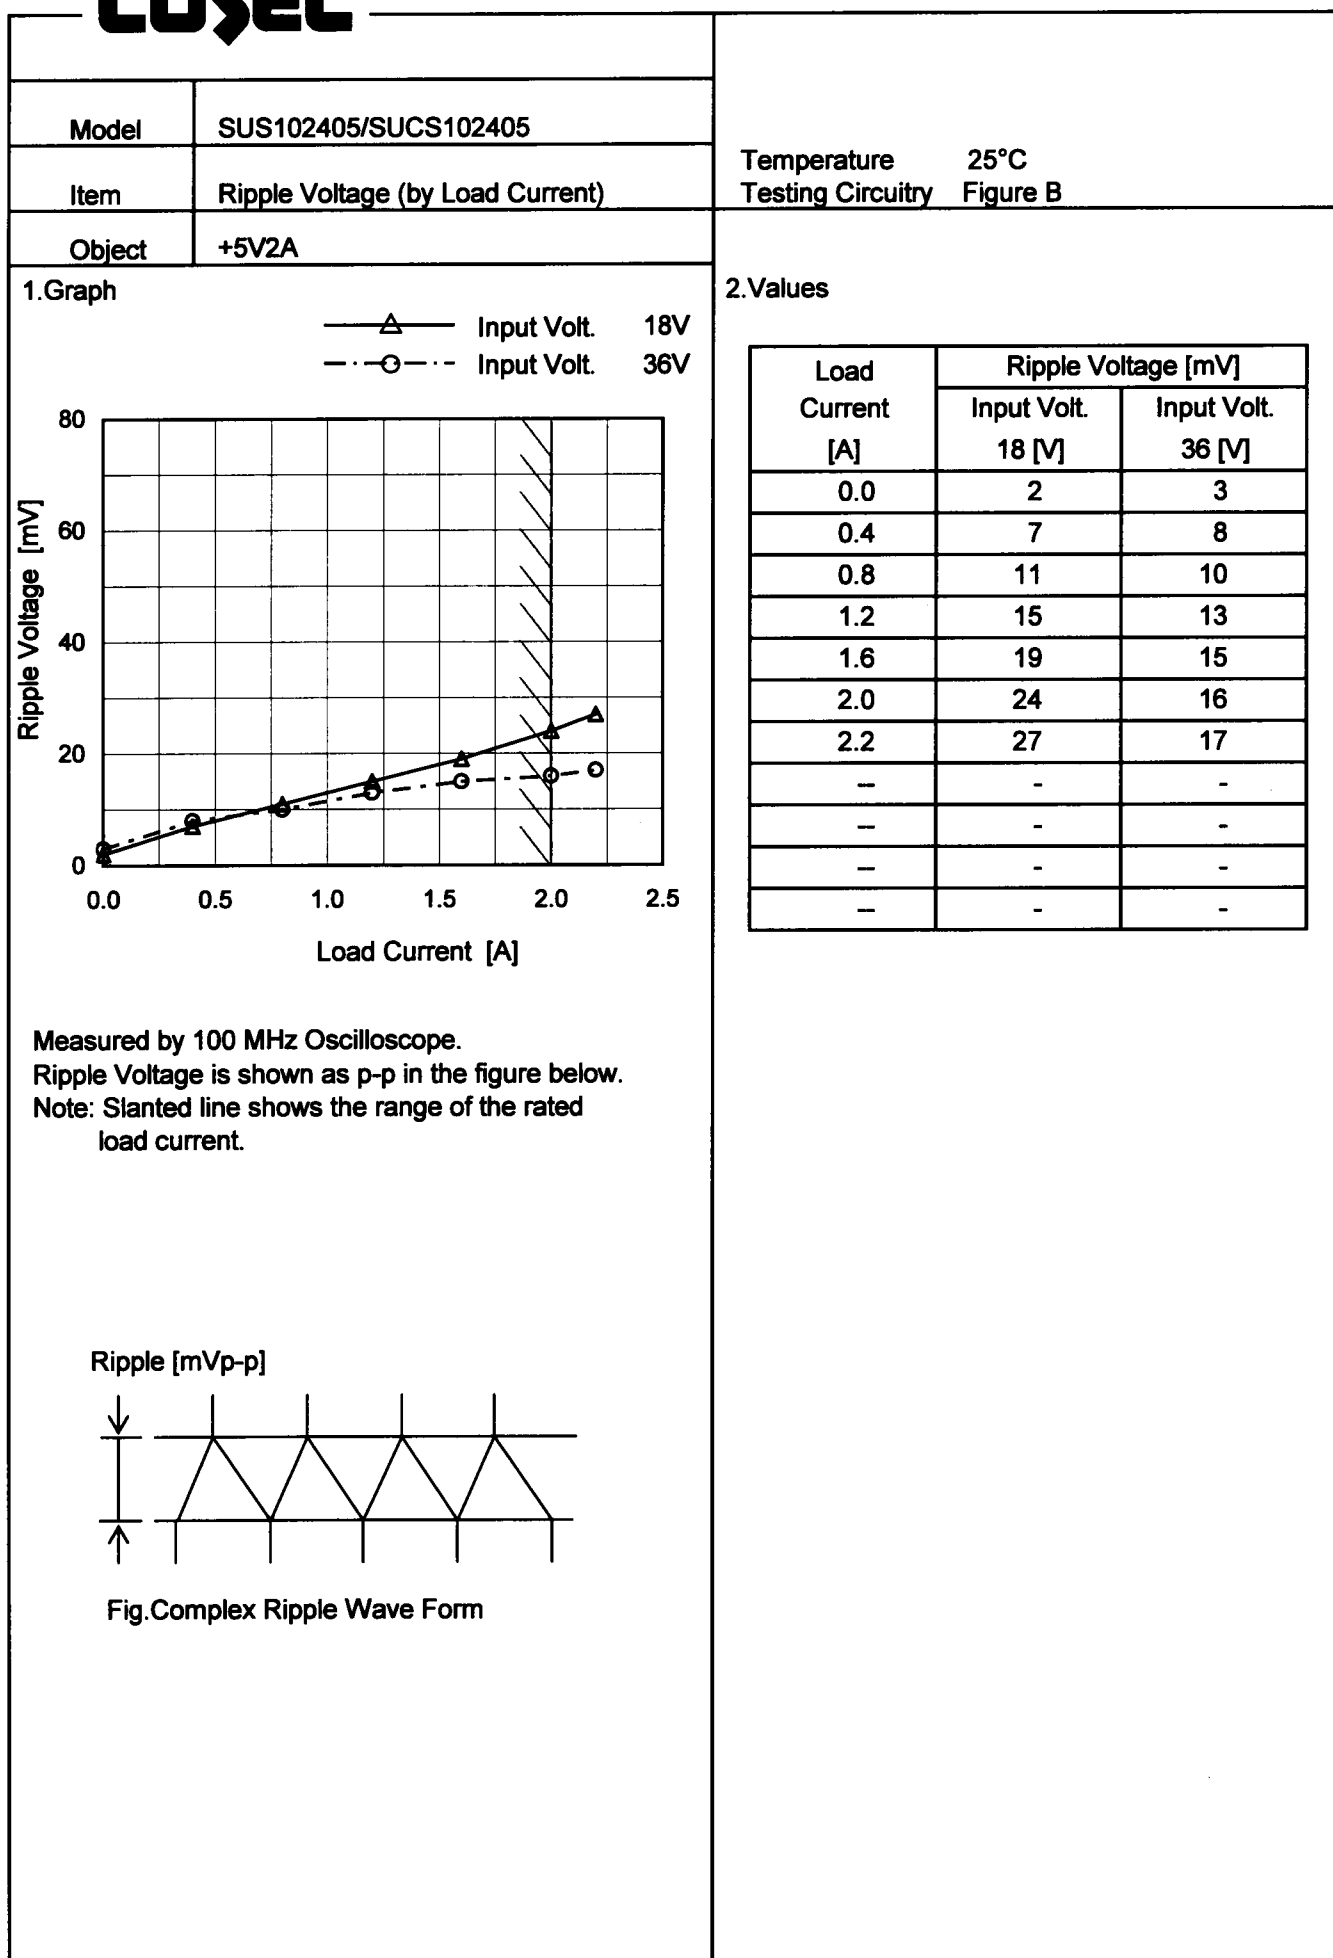 COSEL
Model SUS102405/SUCS102405
Item Ripple Voltage (by Load Current)
Object +5V2A
Temperature 25°C
Testing Circuitry Figure B
1.Graph
Input Volt. 18V
Input Volt. 36V
80
60
40
20
0
Ripple Voltage [mV]
0.0 0.5 1.0 1.5 2.0 2.5
Load Current [A]
Measured by 100 MHz Oscilloscope.
Ripple Voltage is shown as p-p in the figure below.
Note: Slanted line shows the range of the rated
load current.
Ripple [mVp-p]
Fig.Complex Ripple Wave Form
2.Values
Load Ripple Voltage [mV]
Current Input Volt. Input Volt.
[A] 18 [V] 36 [V]
0.0 2 3
0.4 7 8
0.8 11 10
1.2 15 13
1.6 19 15
2.0 24 16
2.2 27 17
-- - -
-- - -
-- - -
-- - -